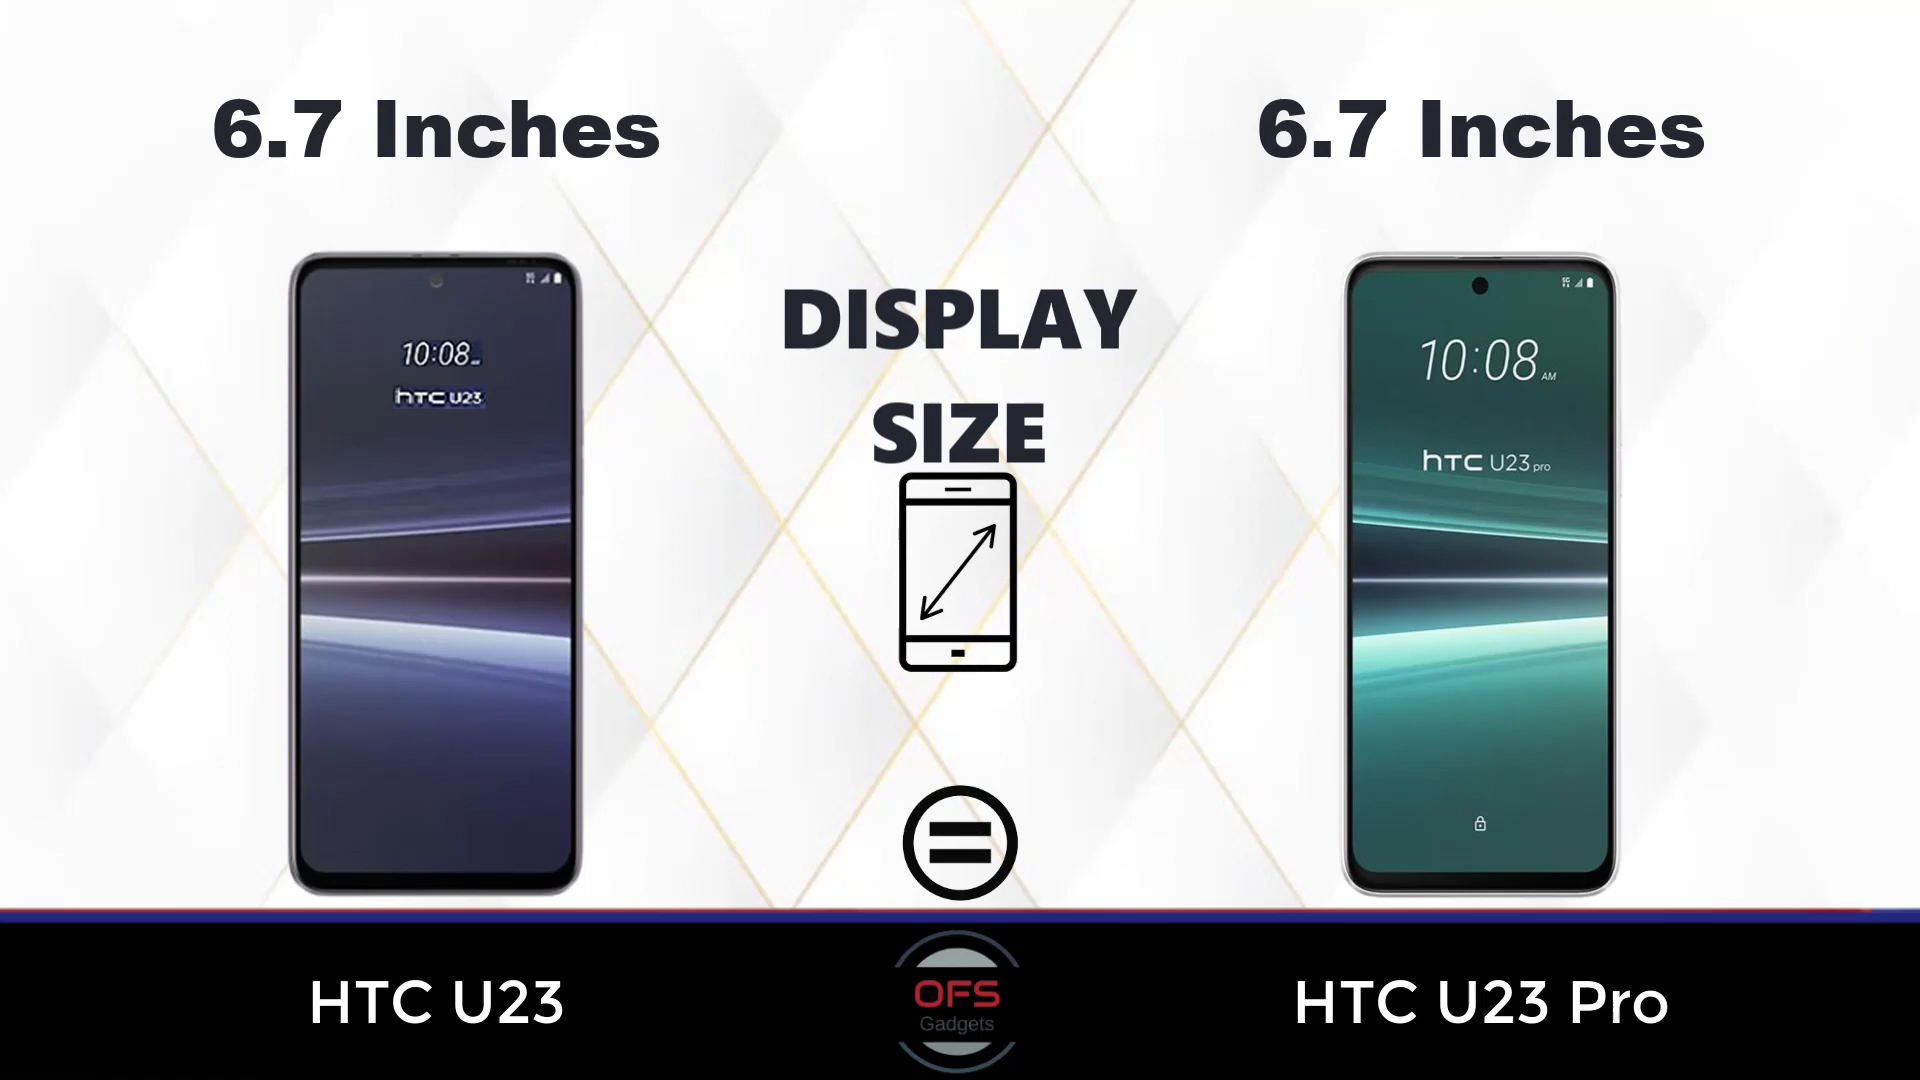 6.7 Inches
6.7 Inches
DISPLAY
SIZE
10:08
hTC U23
10:08 AM
hTC U23 pro
HTC U23
OFS
Gadgets
HTC U23 Pro